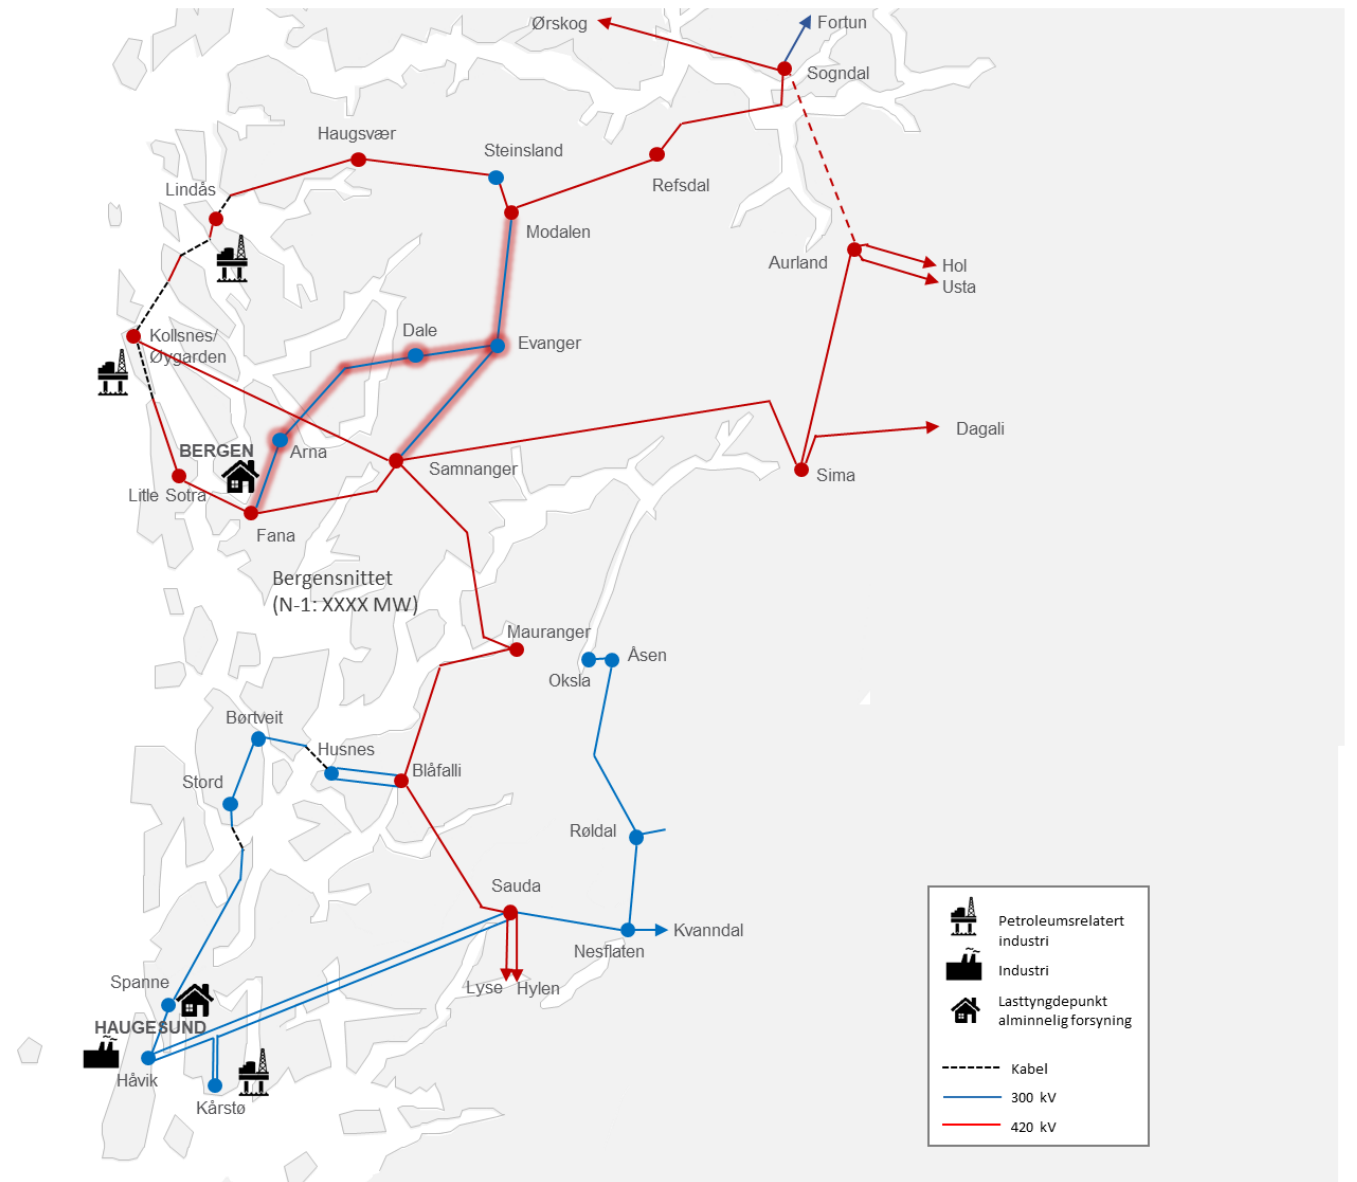 Ørskog
Fortun
Sogndal
Haugsvær
Steinsland
Lindås
Refsdal
Modalen
Aurland
Hol
Usta
Kollsnes/
Øygarden
Dale
Evanger
Dagali
BERGEN
Arna
Samnanger
Sima
Litle Sotra
Fana
Bergensnittet
(N-1: XXXX MW)
Mauranger
Åsen
Oksla
Børtveit
Husnes
Blåfalli
Stord
Røldal
Sauda
Kvanndal
Nesflaten
Spanne
Lyse
Hylen
HAUGESUND
Håvik
Kårstø
Petroleumsrelatert
industri
Industri
Lasttyngdepunkt
alminnelig forsyning
Kabel
300 kV
420 kV